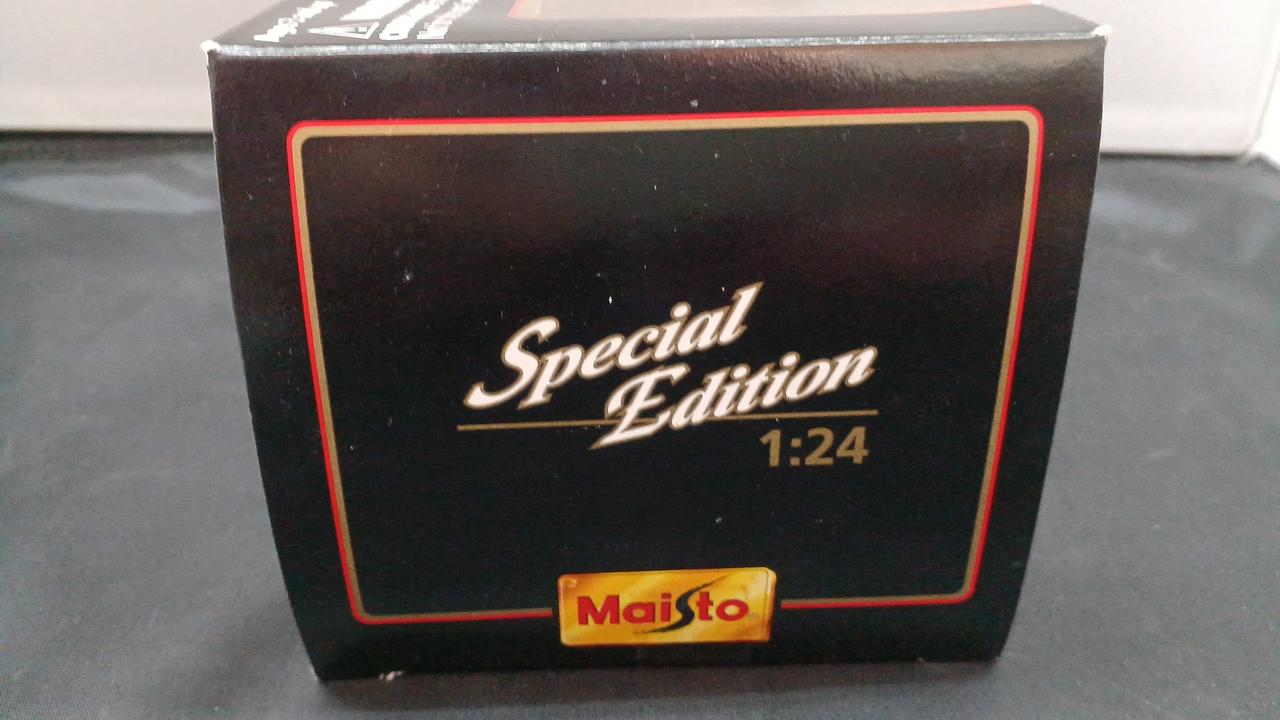 Special
Edition
1:24
Maisto